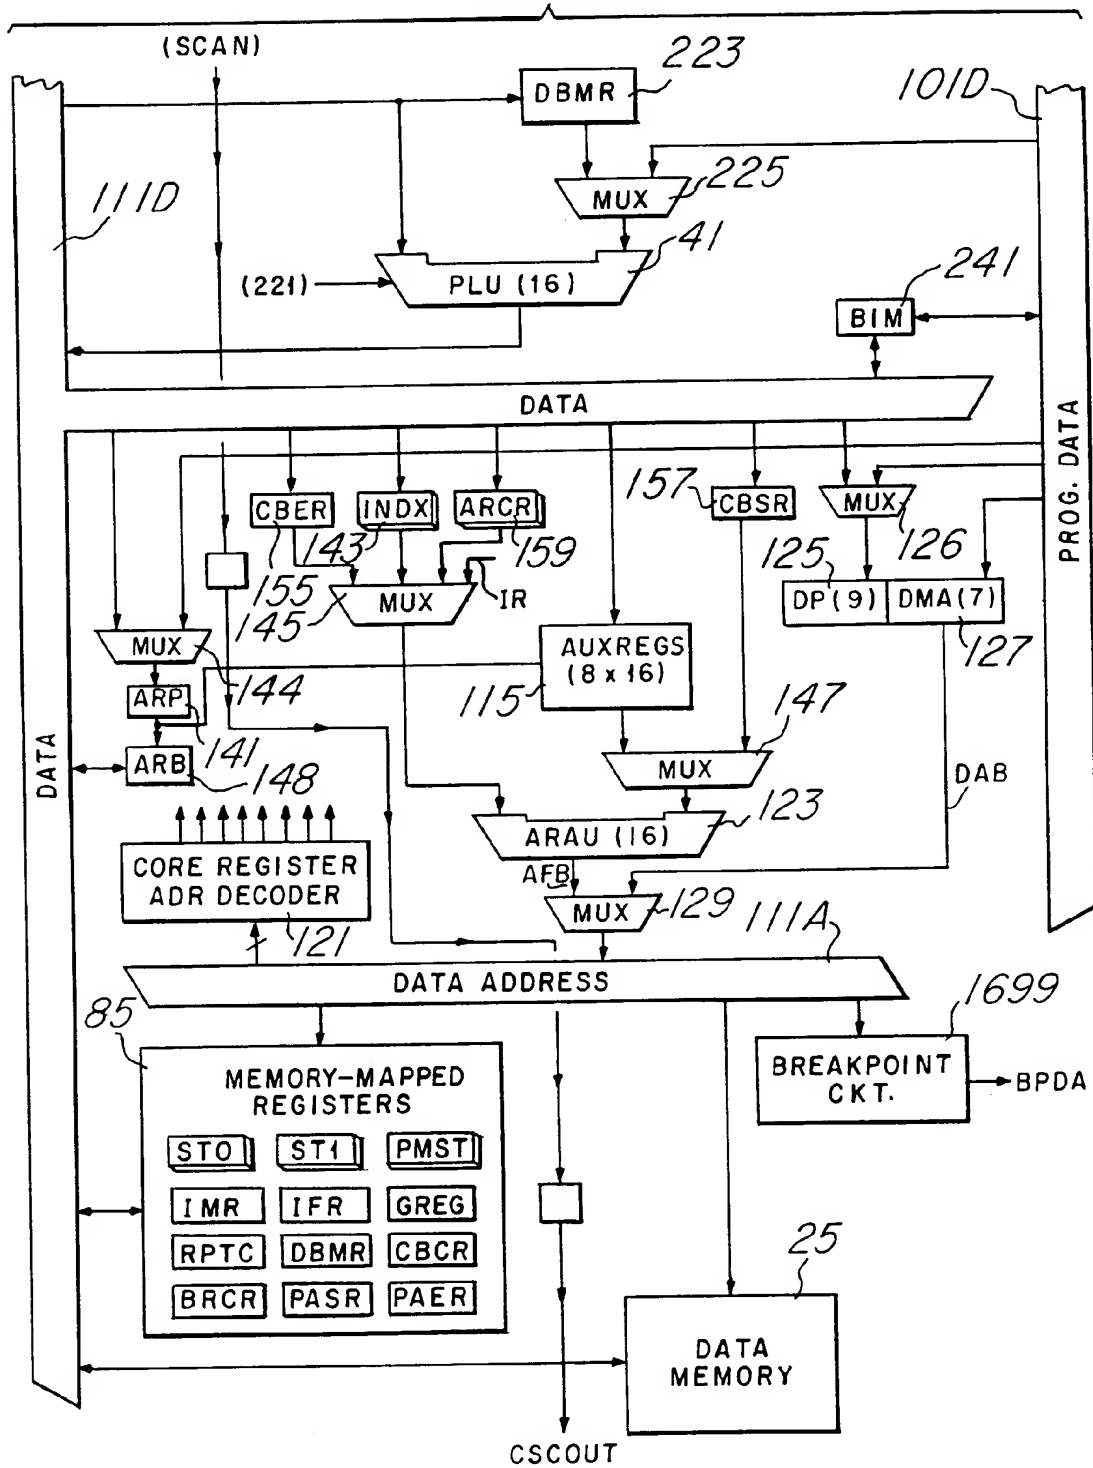 (SCAN)
223
DBMR
101D
111D
MUX
225
41
(221)
PLU (16)
241
BIM
DATA
PROG. DATA
CBER
INDX
ARCR
157
CBSR
MUX
143
159
126
155
IR
125
145
MUX
DP(9)
DMA(7)
127
MUX
144
AUXREGS
(8 x 16)
115
ARP
141
147
MUX
ARB
148
DATA
DAB
123
ARAU (16)
CORE REGISTER
ADR DECODER
AFB
MUX
129
121
111A
DATA ADDRESS
85
1699
MEMORY-MAPPED
REGISTERS
BREAKPOINT
CKT.
BPDA
STO
ST1
PMST
IMR
IFR
GREG
RPTC
DBMR
CBCR
BRCR
PASR
PAER
25
DATA
MEMORY
CSCOUT